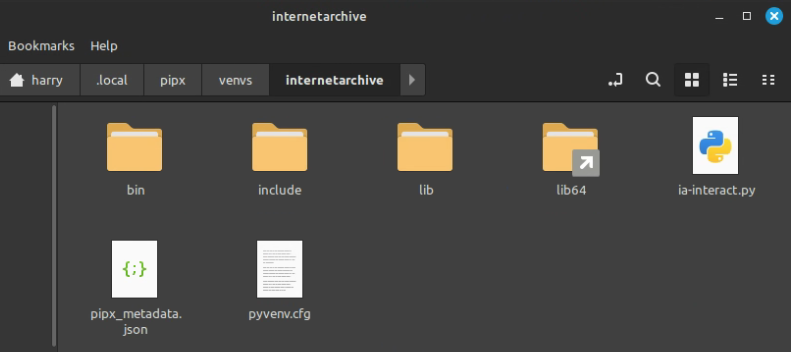 internetarchive
Bookmarks Help
harry .local pipx venvs internetarchive
bin include lib lib64 ia-interact.py
{;}
pipx_metadata.
json
pyvenv.cfg